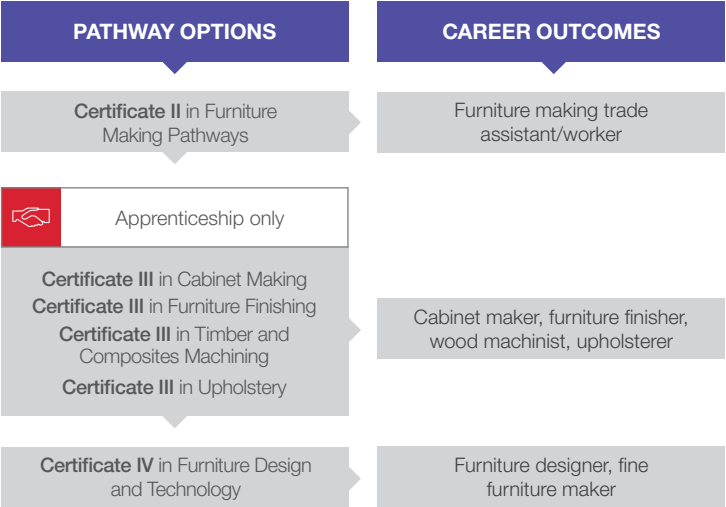 PATHWAY OPTIONS
CAREER OUTCOMES
Certificate II in Furniture
Making Pathways
Furniture making trade
assistant/worker
Apprenticeship only
Certificate III in Cabinet Making
Certificate III in Furniture Finishing
Certificate III in Timber and
Composites Machining
Certificate III in Upholstery
Cabinet maker, furniture finisher,
wood machinist, upholsterer
Certificate IV in Furniture Design
and Technology
Furniture designer, fine
furniture maker